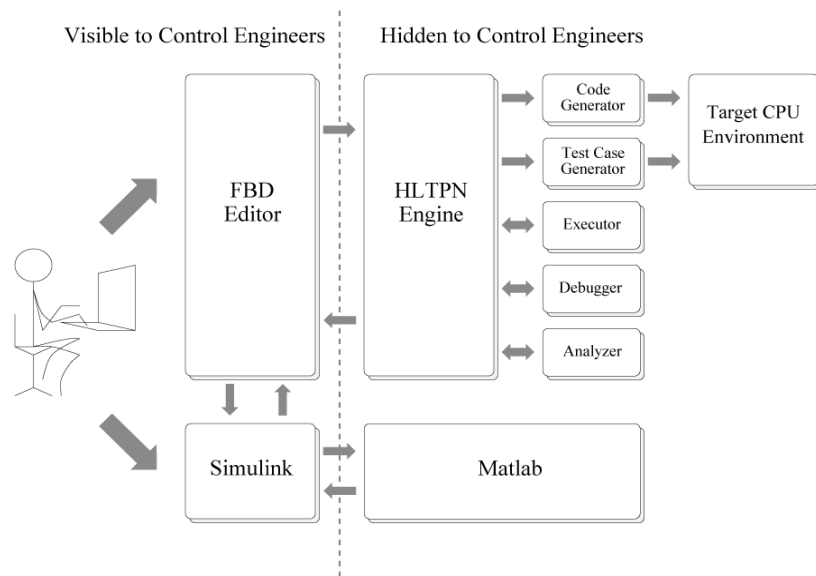 Visible to Control Engineers
Hidden to Control Engineers
FBD
Editor
HLTPN
Engine
Code
Generator
Test Case
Generator
Executor
Debugger
Analyzer
Target CPU
Environment
Simulink
Matlab